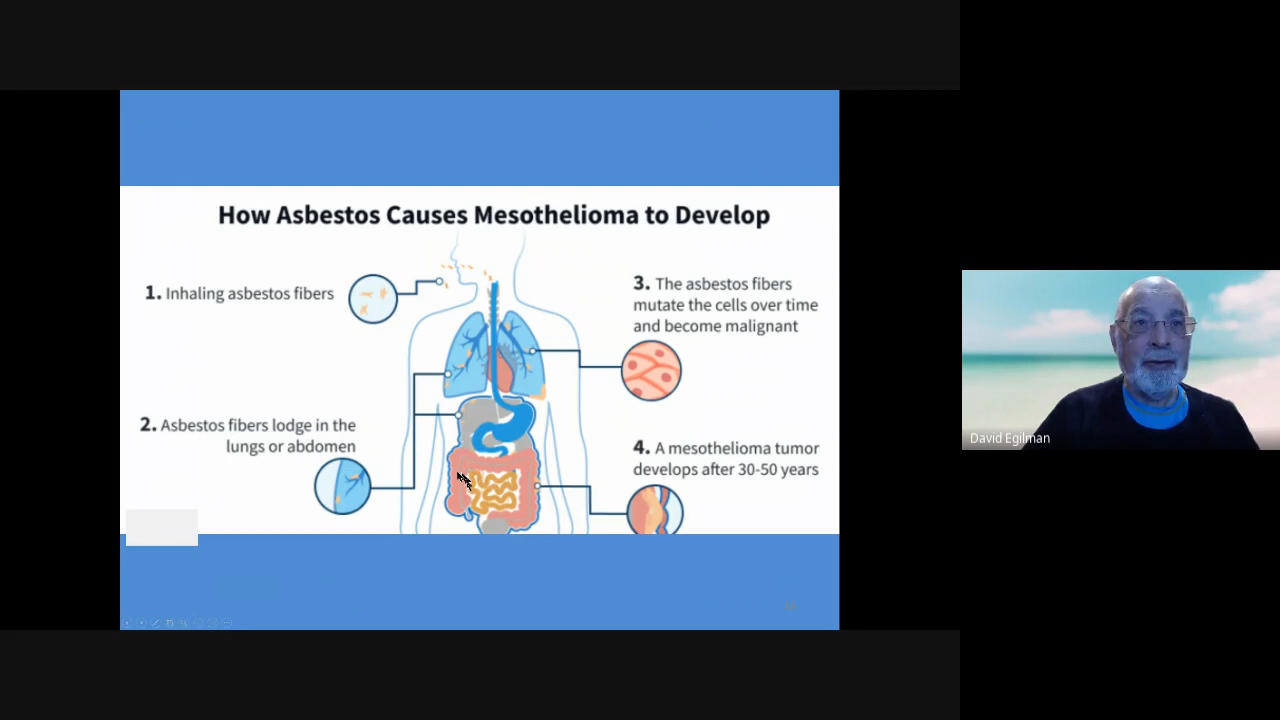 How Asbestos Causes Mesothelioma to Develop
1. Inhaling asbestos fibers
2. Asbestos fibers lodge in the
lungs or abdomen
3. The asbestos fibers
mutate the cells over time
and become malignant
4. A mesothelioma tumor
develops after 30-50 years
David Egilman